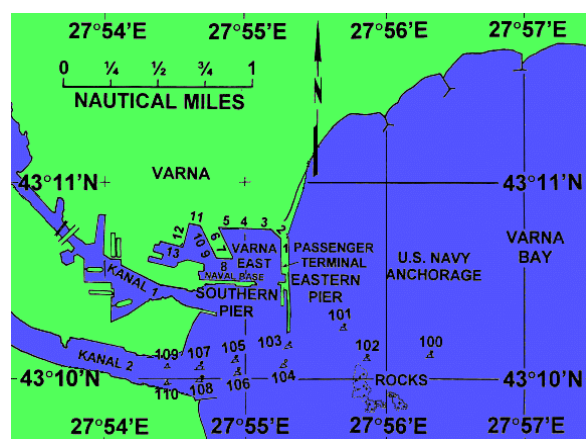 27°54'E 27°55'E 27°56'E 27°57'E
0 ¼ ½ ¾ 1
NAUTICAL MILES
N
VARNA
43°11'N 43°11'N
11
12
13
10
9
6
7
5 4 3 2
8
1
VARNA
EAST
NAVAL BASE
PASSENGER
TERMINAL
EASTERN
PIER
U.S. NAVY
ANCHORAGE
VARNA
BAY
KANAL 1
SOUTHERN
PIER
101
KANAL 2
109 107 105 103 102 100
110 108 106 104
43°10'N ROCKS 43°10'N
27°54'E 27°55'E 27°56'E 27°57'E